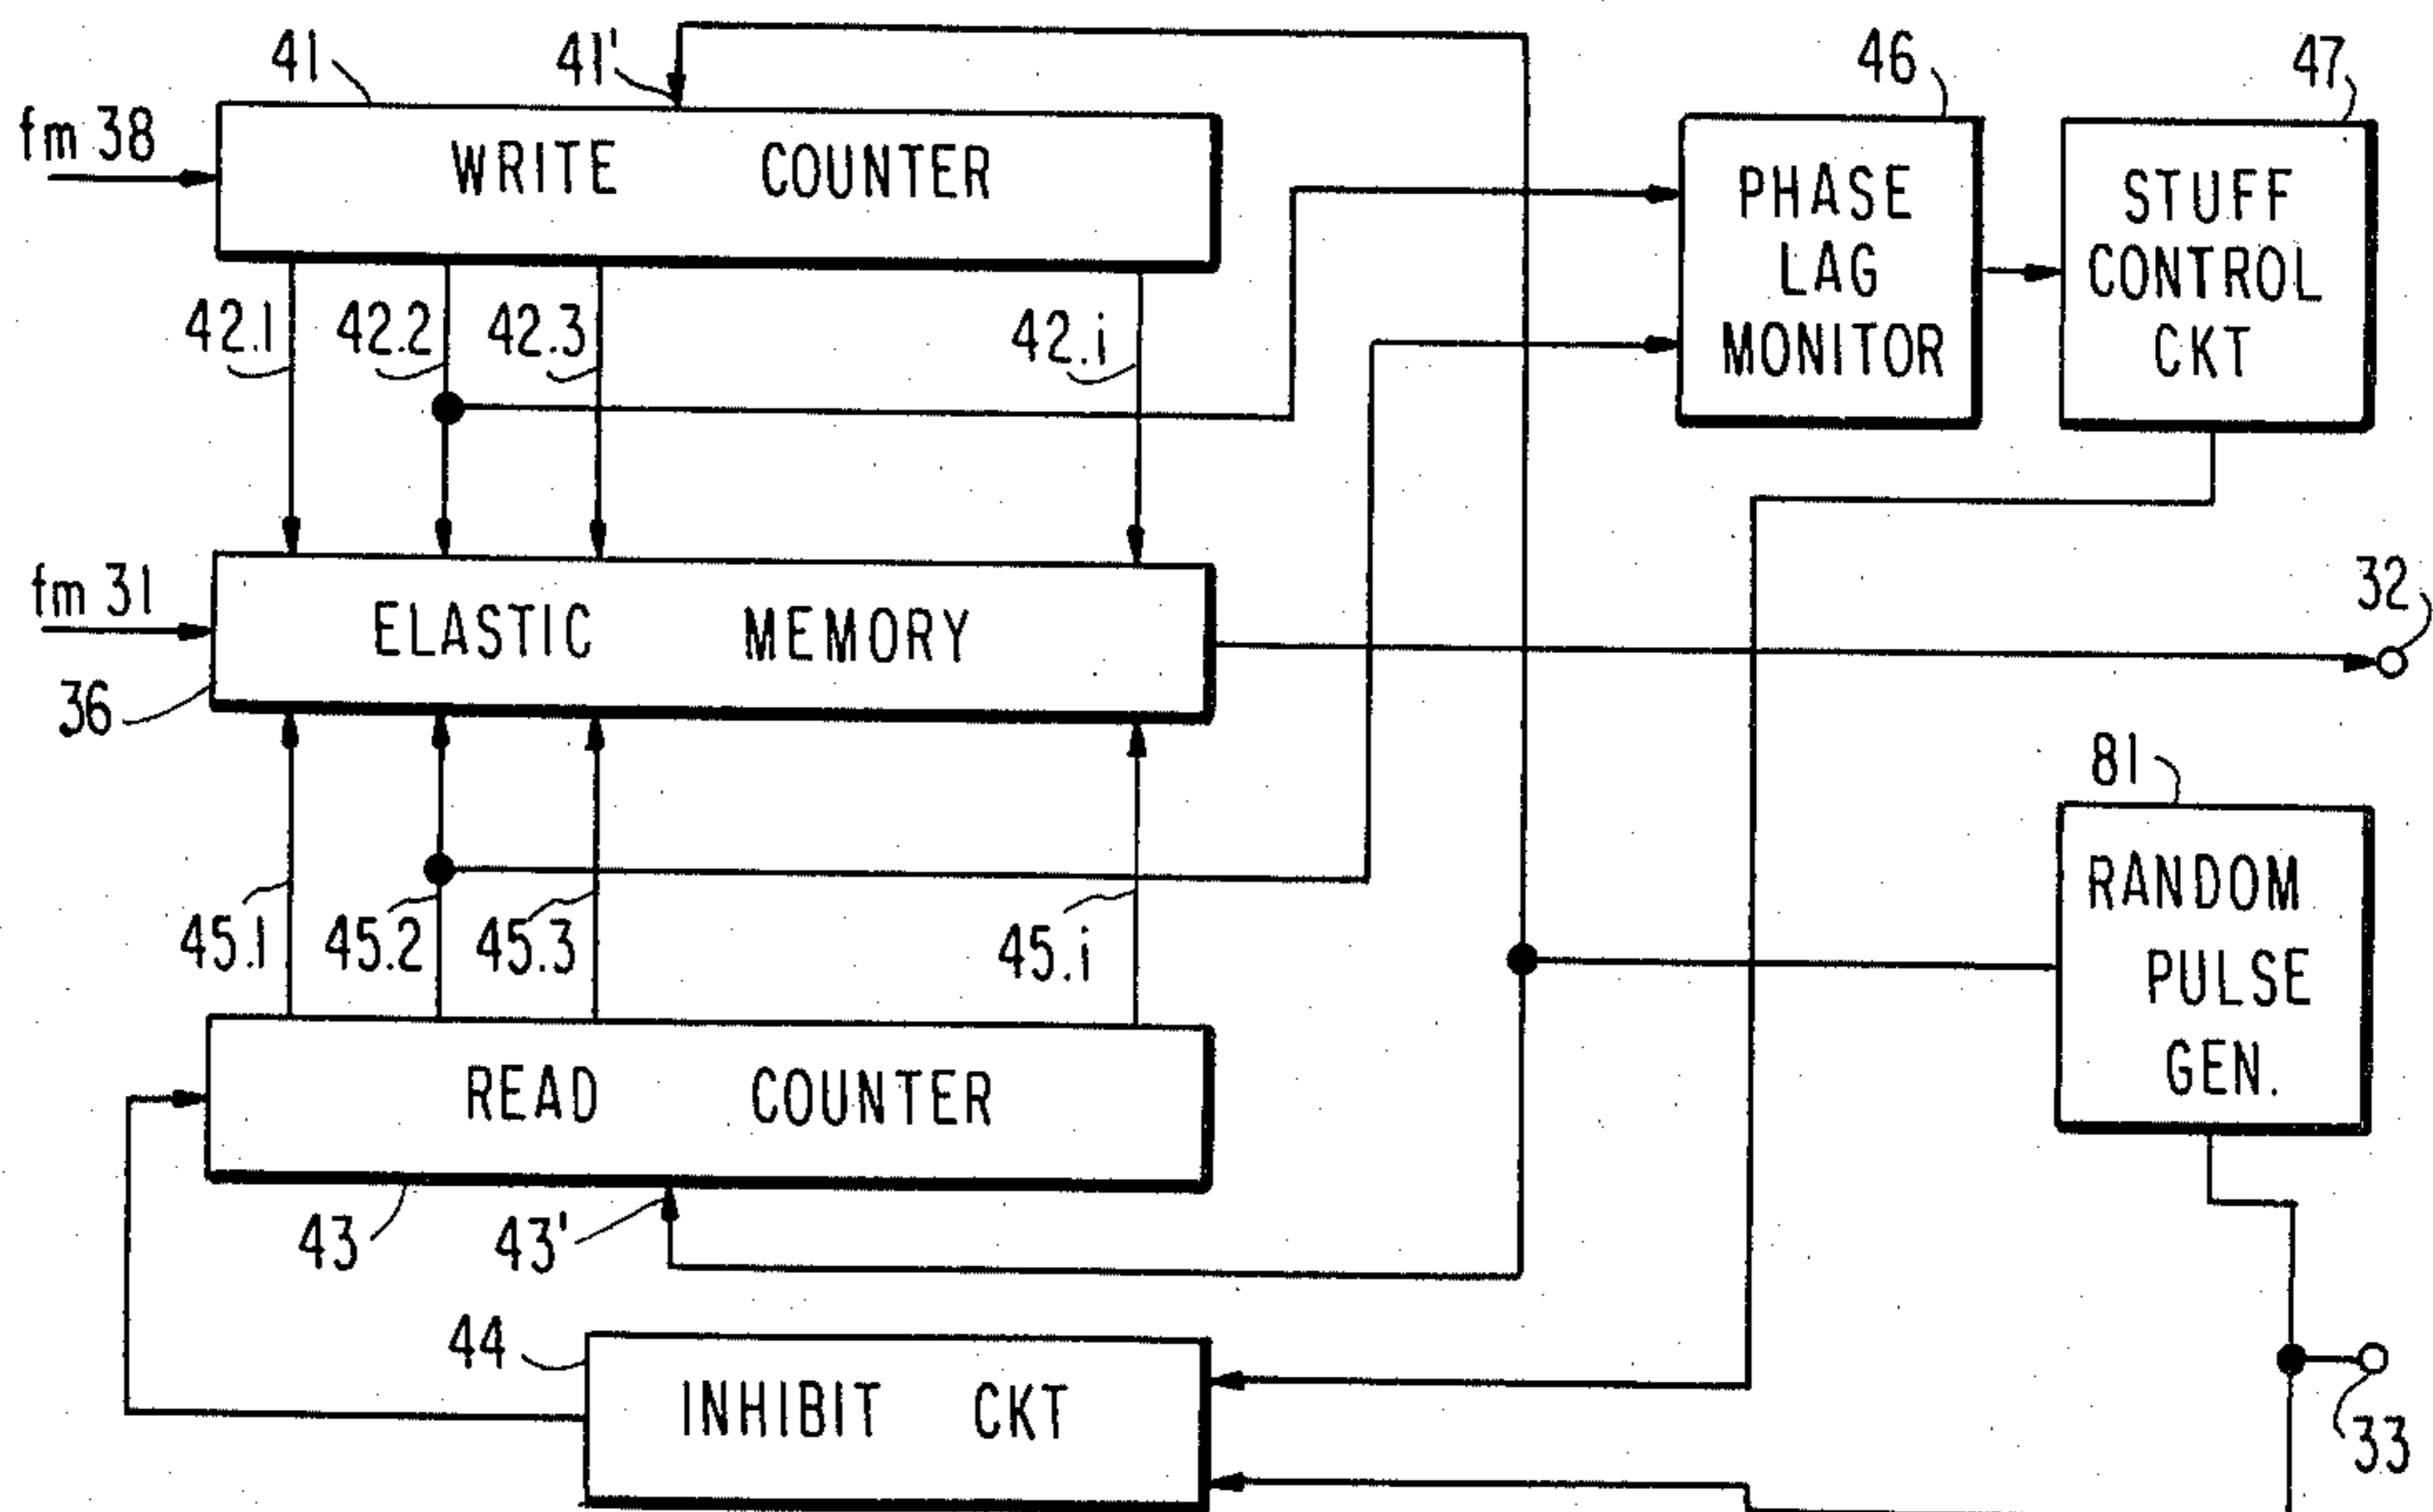 41
41'
46
47
fm 38
WRITE COUNTER
PHASE
LAG
MONITOR
STUFF
CONTROL
CKT
42.1
42.2
42.3
42.i
fm 31
ELASTIC MEMORY
32
36
81
RANDOM
PULSE
GEN.
45.1
45.2
45.3
45.i
READ COUNTER
43
43'
44
INHIBIT CKT
33